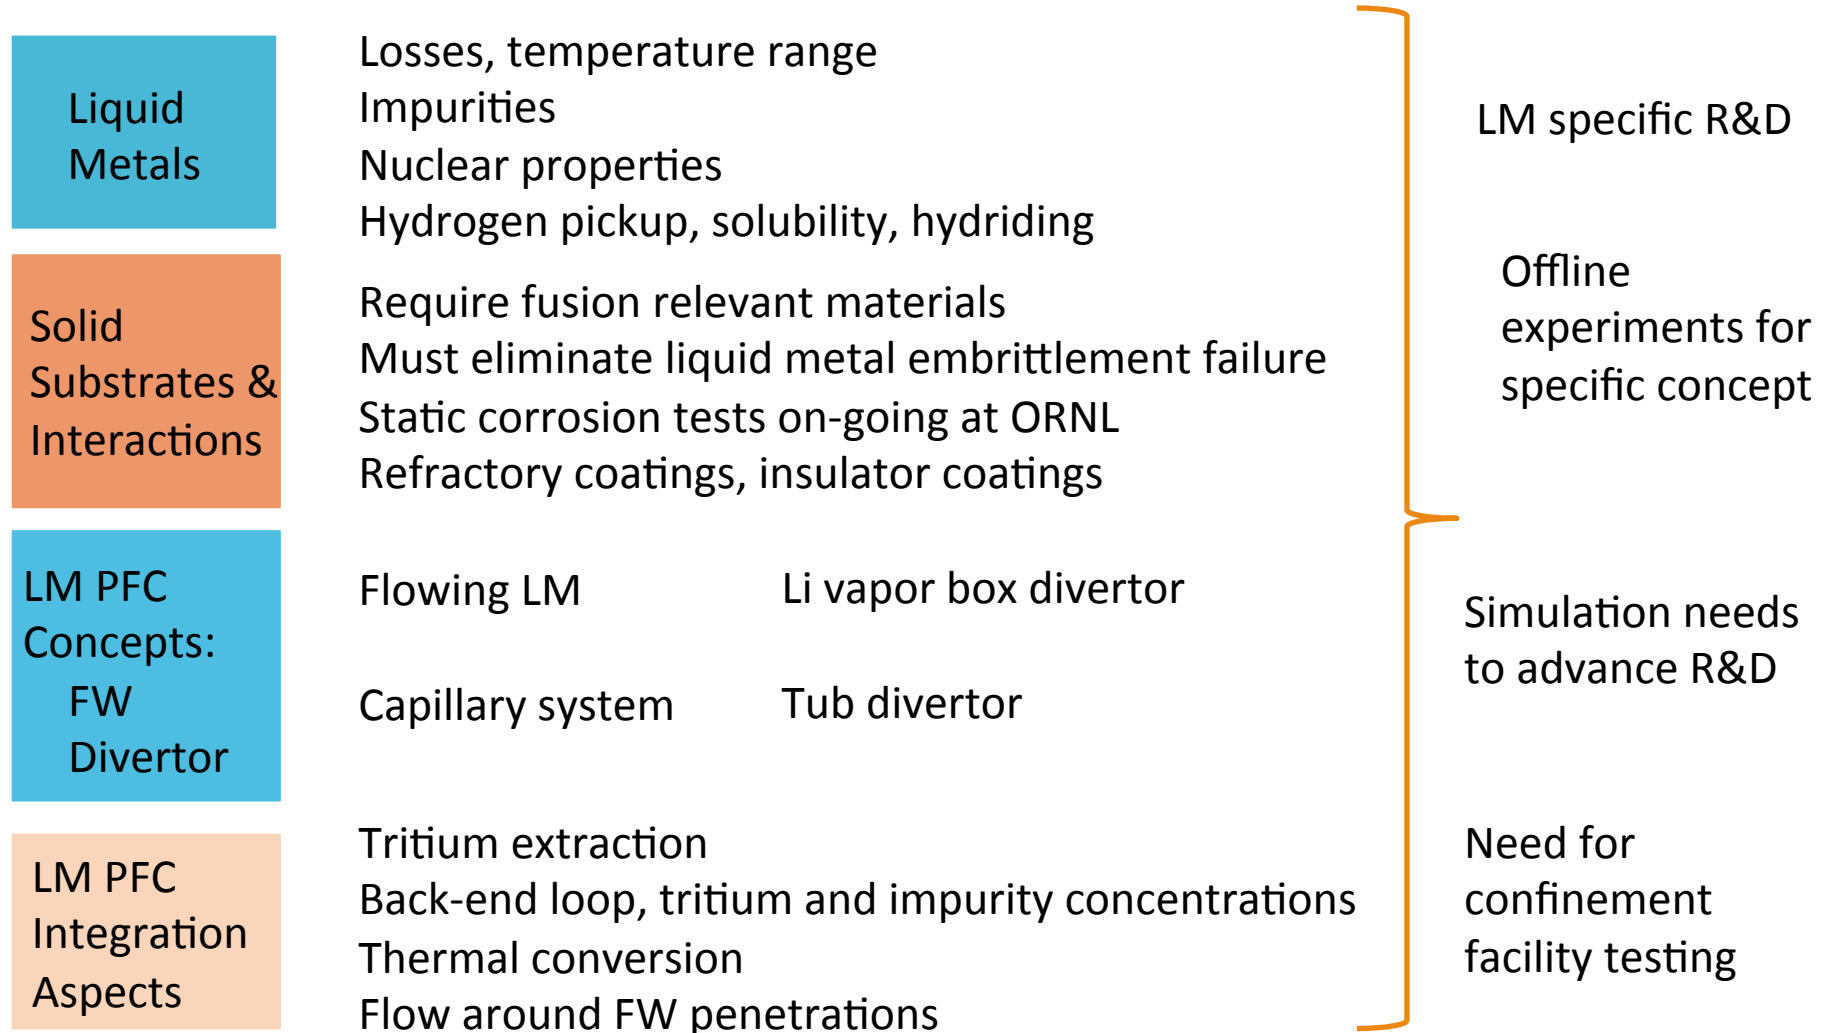 Liquid
Metals
Losses, temperature range
Impurities
Nuclear properties
Hydrogen pickup, solubility, hydriding
Solid
Substrates &
Interactions
Require fusion relevant materials
Must eliminate liquid metal embrittlement failure
Static corrosion tests on-going at ORNL
Refractory coatings, insulator coatings
LM PFC
Concepts:
FW
Divertor
Flowing LM
Li vapor box divertor
Capillary system
Tub divertor
LM PFC
Integration
Aspects
Tritium extraction
Back-end loop, tritium and impurity concentrations
Thermal conversion
Flow around FW penetrations
LM specific R&D
Offline
experiments for
specific concept
Simulation needs
to advance R&D
Need for
confinement
facility testing